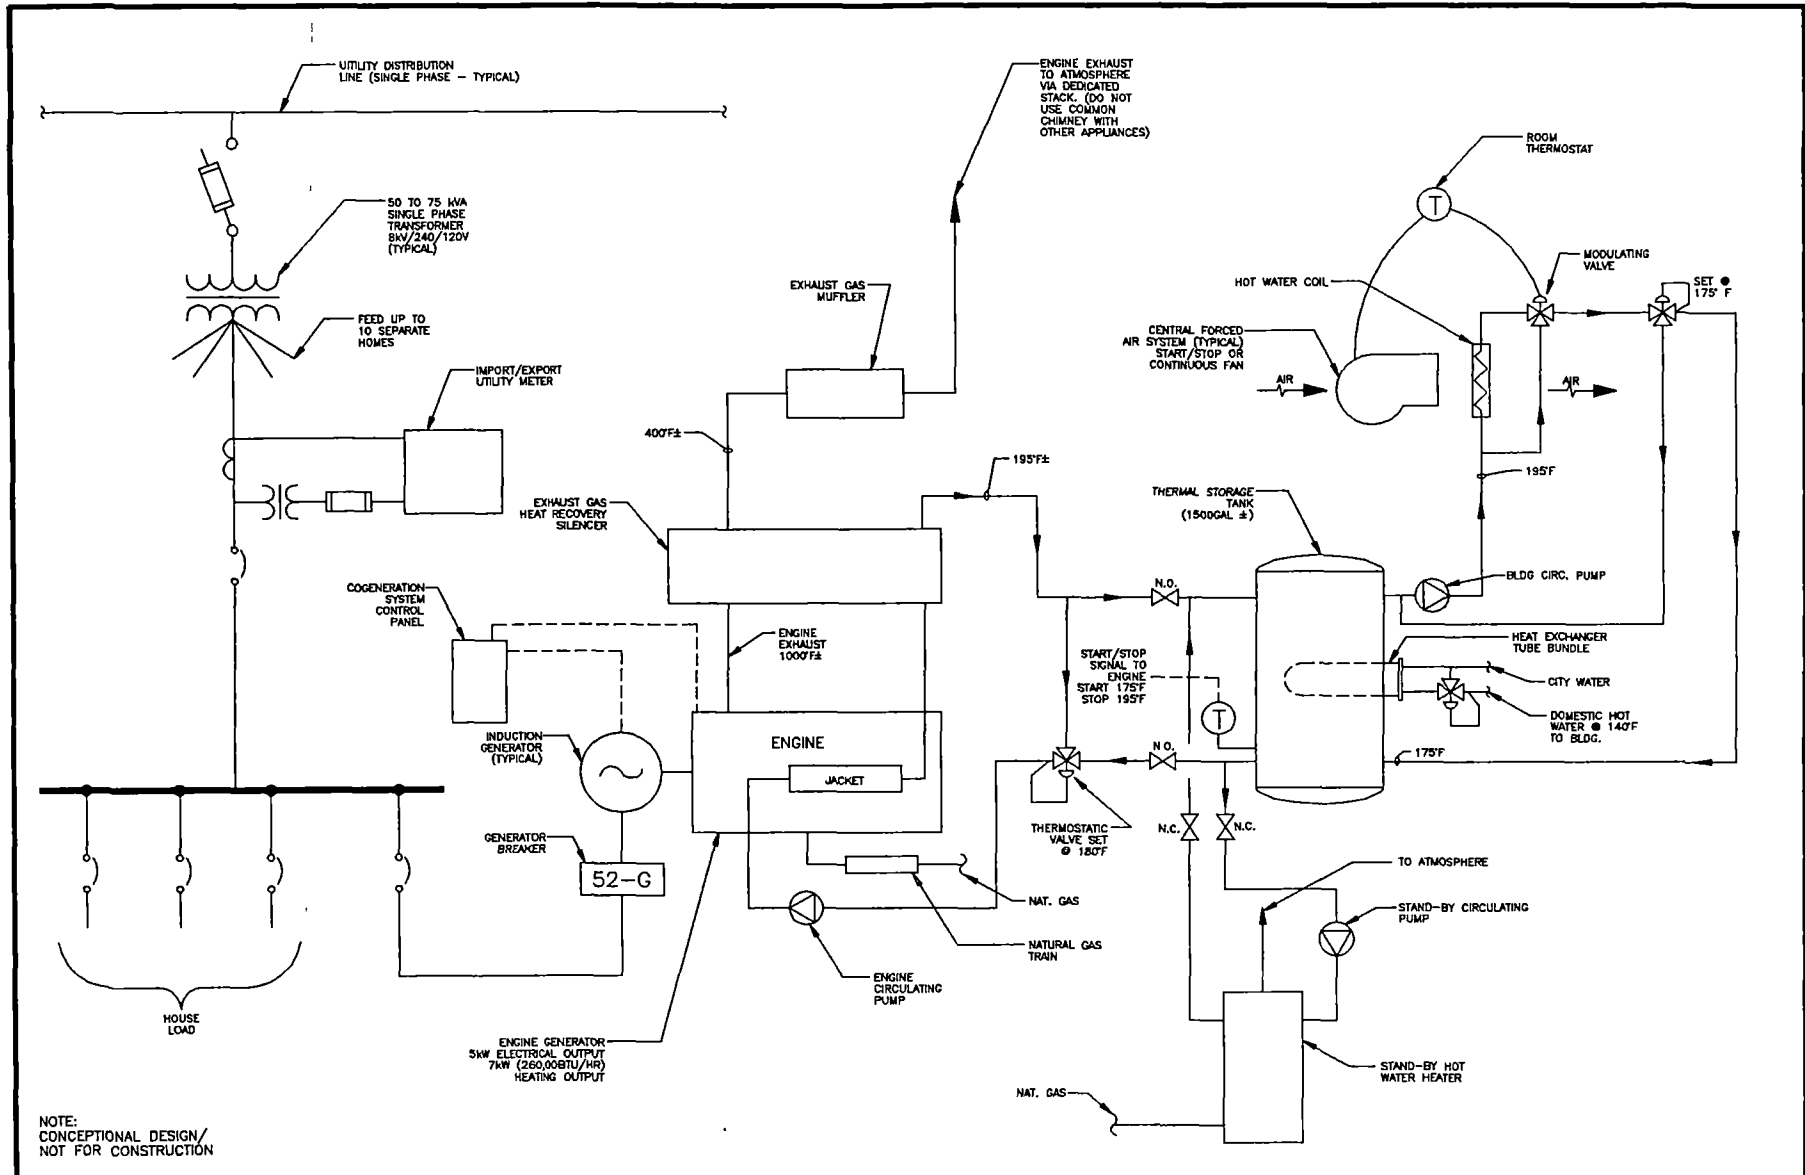 UTILITY DISTRIBUTION
LINE (SINGLE PHASE – TYPICAL)
50 TO 75 kVA
SINGLE PHASE
TRANSFORMER
8kV/240/120V
(TYPICAL)
FEED UP TO
10 SEPARATE
HOMES
IMPORT/EXPORT
UTILITY METER
ENGINE EXHAUST
TO ATMOSPHERE
VIA DEDICATED
STACK. (DO NOT
USE COMMON
CHIMNEY WITH
OTHER APPLIANCES)
EXHAUST GAS
MUFFLER
400°F±
195°F±
EXHAUST GAS
HEAT RECOVERY
SILENCER
COGENERATION
SYSTEM
CONTROL
PANEL
ENGINE
EXHAUST
1000°F±
INDUCTION
GENERATOR
(TYPICAL)
ENGINE
JACKET
GENERATOR
BREAKER
52-G
NAT. GAS
NATURAL GAS
TRAIN
ENGINE
CIRCULATING
PUMP
ENGINE GENERATOR
5kW ELECTRICAL OUTPUT
7kW (260,00BTU/HR)
HEATING OUTPUT
HOUSE
LOAD
ROOM
THERMOSTAT
T
MODULATING
VALVE
SET @
175° F
HOT WATER COIL
CENTRAL FORCED
AIR SYSTEM (TYPICAL)
START/STOP OR
CONTINUOUS FAN
AIR
AIR
195°F
THERMAL STORAGE
TANK
(1500GAL ±)
N.O.
BLDG CIRC. PUMP
HEAT EXCHANGER
TUBE BUNDLE
CITY WATER
DOMESTIC HOT
WATER @ 140°F
TO BLDG.
START/STOP
SIGNAL TO
ENGINE
START 175°F
STOP 195°F
T
N.O.
175°F
THERMOSTATIC
VALVE SET
@ 180°F
N.C.
N.C.
TO ATMOSPHERE
STAND-BY CIRCULATING
PUMP
STAND-BY HOT
WATER HEATER
NAT. GAS
NOTE:
CONCEPTIONAL DESIGN/
NOT FOR CONSTRUCTION